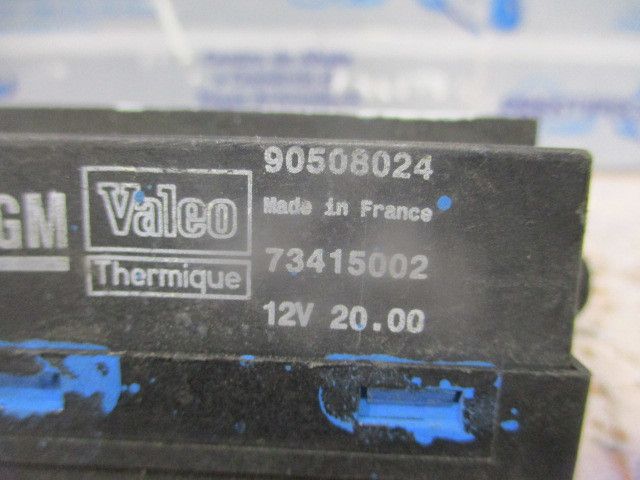 GM
Valeo
Thermique
90508024
Made in France
73415002
12V 20.00